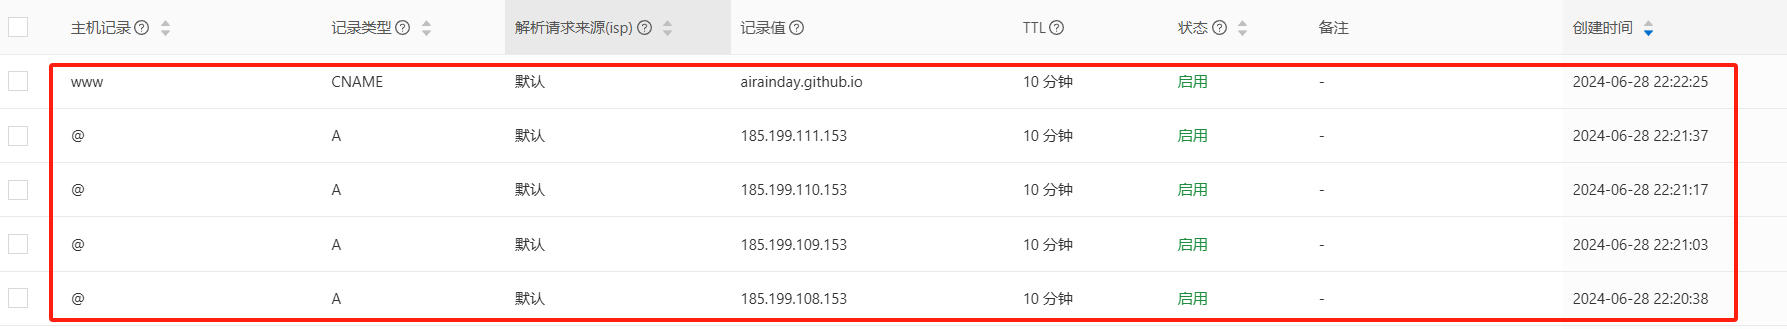 主机记录 记录类型 解析请求来源(isp) 记录值 TTL 状态 备注 创建时间
www CNAME 默认 airainday.github.io 10 分钟 启用 - 2024-06-28 22:22:25
@ A 默认 185.199.111.153 10 分钟 启用 - 2024-06-28 22:21:37
@ A 默认 185.199.110.153 10 分钟 启用 - 2024-06-28 22:21:17
@ A 默认 185.199.109.153 10 分钟 启用 - 2024-06-28 22:21:03
@ A 默认 185.199.108.153 10 分钟 启用 - 2024-06-28 22:20:38